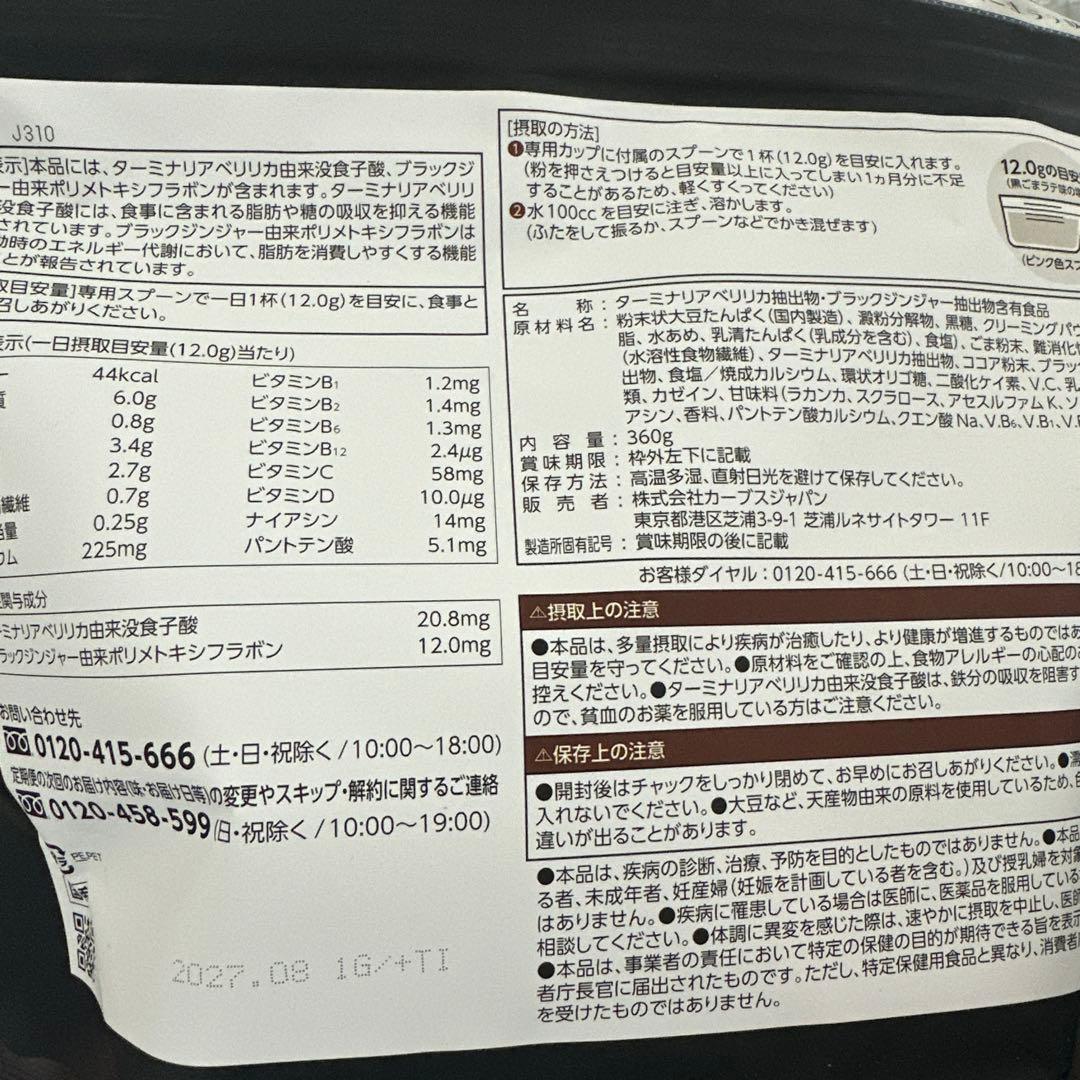 J310
示]本品には、ターミナリアベリリカ由来没食子酸、ブラックジ
ー由来ポリメトキシフラボンが含まれます。ターミナリアベリリ
没食子酸には、食事に含まれる脂肪や糖の吸収を抑える機能
されています。ブラックジンジャー由来ポリメトキシフラボンは
動時のエネルギー代謝において、脂肪を消費しやすくする機能
とが報告されています。
取目安量]専用スプーンで一日1杯(12.0g)を目安に、食事と
召しあがりください。
表示(一日摂取目安量(12.0g)当たり)
ー 44kcal ビタミンB1 1.2mg
質 6.0g ビタミンB2 1.4mg
0.8g ビタミンB6 1.3mg
3.4g ビタミンB12 2.4μg
2.7g ビタミンC 58mg
繊維 0.7g ビタミンD 10.0μg
当量 0.25g ナイアシン 14mg
ウム 225mg パントテン酸 5.1mg
関与成分
ーミナリアベリリカ由来没食子酸 20.8mg
ラックジンジャー由来ポリメトキシフラボン 12.0mg
お問い合わせ先
0120-415-666 (土・日・祝除く/10:00〜18:00)
定期便の次回のお届け内容(味・お届け日等)の変更やスキップ・解約に関するご連絡
0120-458-599(日・祝除く/10:00〜19:00)
PE,PET
2027.08 1G/+TI
[摂取の方法]
❶専用カップに付属のスプーンで1杯(12.0g)を目安に入れます。
(粉を押さえつけると目安量以上に入ってしまい1ヵ月分に不足
することがあるため、軽くすくってください)
❷水100ccを目安に注ぎ、溶かします。
(ふたをして振るか、スプーンなどでかき混ぜます)
12.0gの目安
(黒ごまラテ味の場
(ピンク色スプ
名 称:ターミナリアベリリカ抽出物・ブラックジンジャー抽出物含有食品
原材料名:粉末状大豆たんぱく(国内製造)、澱粉分解物、黒糖、クリーミングパウ
脂、水あめ、乳清たんぱく(乳成分を含む)、食塩)、ごま粉末、難消化性
(水溶性食物繊維)、ターミナリアベリリカ抽出物、ココア粉末、ブラック
出物、食塩/焼成カルシウム、環状オリゴ糖、二酸化ケイ素、V.C、乳
類、カゼイン、甘味料(ラカンカ、スクラロース、アセスルファムK、ソ
アシン、香料、パントテン酸カルシウム、クエン酸Na、V.B6、V.B1、V.B
内容量:360g
賞味期限:枠外左下に記載
保存方法:高温多湿、直射日光を避けて保存してください。
販売者:株式会社カーブスジャパン
東京都港区芝浦3-9-1 芝浦ルネサイトタワー 11F
製造所固有記号:賞味期限の後に記載
お客様ダイヤル:0120-415-666 (土・日・祝除く/10:00〜18
⚠摂取上の注意
●本品は、多量摂取により疾病が治癒したり、より健康が増進するものではあ
目安量を守ってください。●原材料をご確認の上、食物アレルギーの心配の
控えください。●ターミナリアベリリカ由来没食子酸は、鉄分の吸収を阻害す
ので、貧血のお薬を服用している方はご注意ください。
⚠保存上の注意
●開封後はチャックをしっかり閉めて、お早めにお召しあがりください。●濡
入れないでください。●大豆など、天産物由来の原料を使用しているため、色
違いが出ることがあります。
●本品は、疾病の診断、治療、予防を目的としたものではありません。●本品
る者、未成年者、妊産婦(妊娠を計画している者を含む。)及び授乳婦を対象
はありません。●疾病に罹患している場合は医師に、医薬品を服用している
相談してください。●体調に異変を感じた際は、速やかに摂取を中止し、医師
●本品は、事業者の責任において特定の保健の目的が期待できる旨を表示
者庁長官に届出されたものです。ただし、特定保健用食品と異なり、消費者
を受けたものではありません。